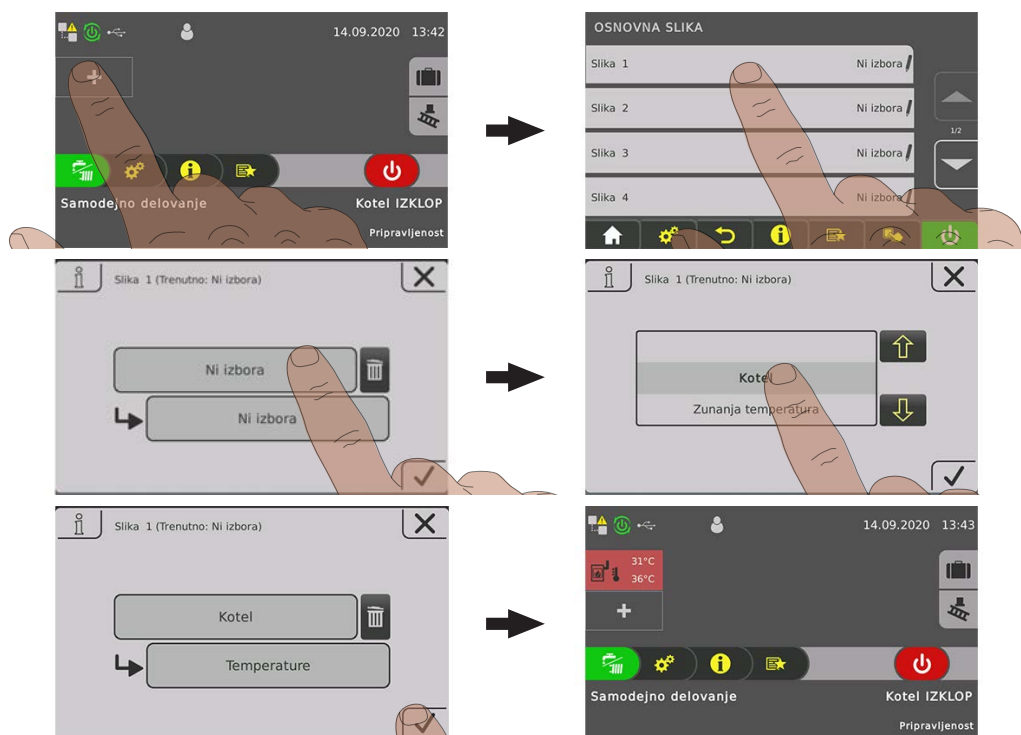 14.09.2020 13:42
+
Samodejno delovanje
Kotel IZKLOP
Pripravljenost
OSNOVNA SLIKA
Slika 1
Ni izbora
Slika 2
Ni izbora
Slika 3
Ni izbora
Slika 4
Ni izbora
1/2
Slika 1 (Trenutno: Ni izbora)
Ni izbora
Ni izbora
Slika 1 (Trenutno: Ni izbora)
Kotel
Zunanja temperatura
Slika 1 (Trenutno: Ni izbora)
Kotel
Temperature
14.09.2020 13:43
31°C
36°C
+
Samodejno delovanje
Kotel IZKLOP
Pripravljenost